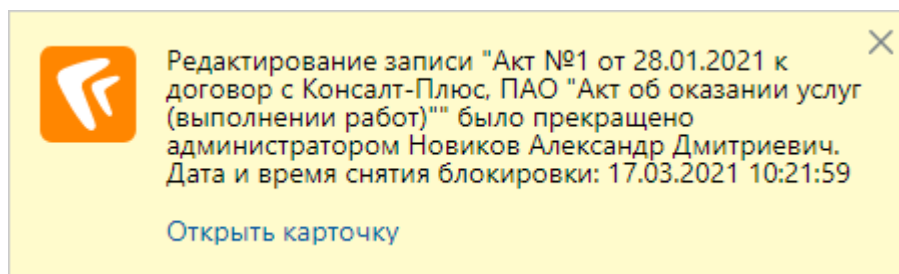 Редактирование записи "Акт №1 от 28.01.2021 к
договор с Консалт-Плюс, ПАО "Акт об оказании услуг
(выполнении работ)"" было прекращено
администратором Новиков Александр Дмитриевич.
Дата и время снятия блокировки: 17.03.2021 10:21:59
Открыть карточку